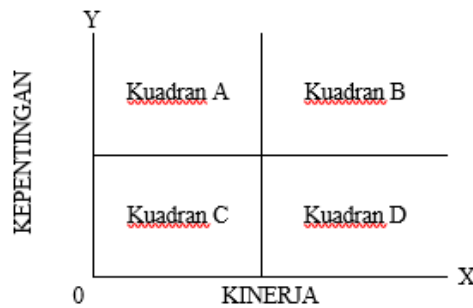 Y
KEPENTINGAN
Kuadran A
Kuadran B
Kuadran C
Kuadran D
X
0
KINERJA